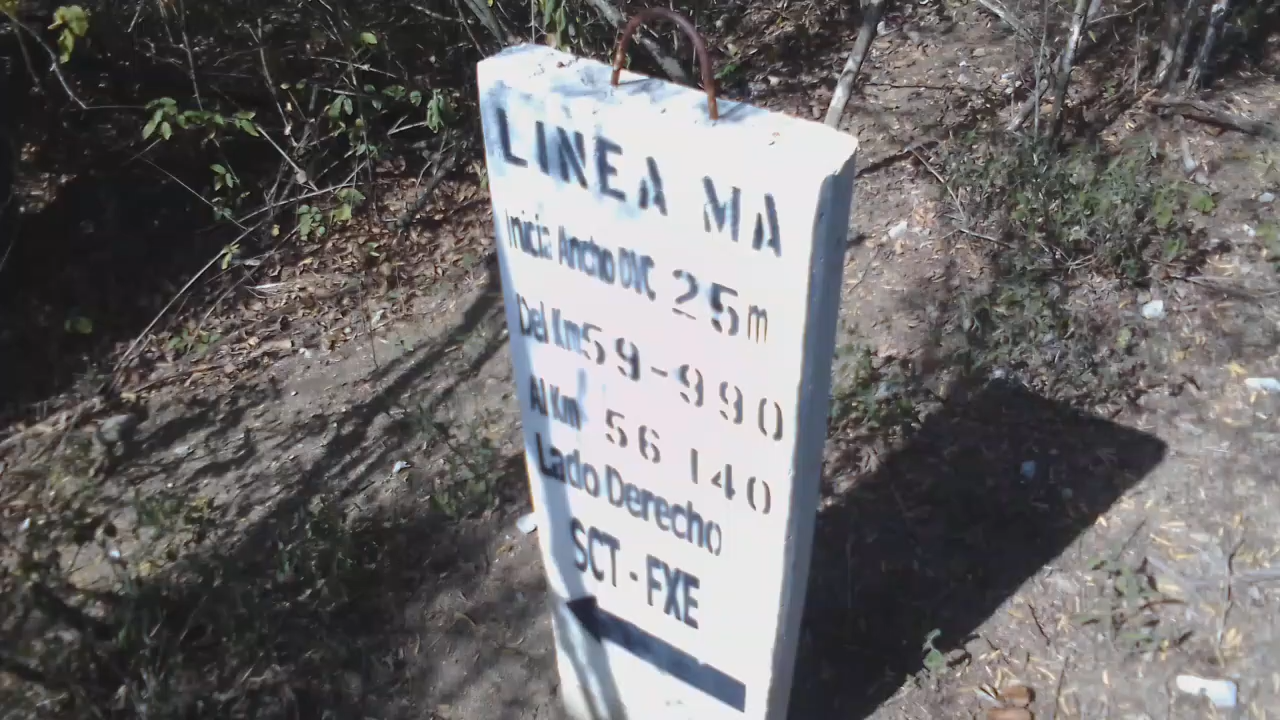 LINEA MA
Inicia Ancho DVC 25m
Del Km 59-990
Al Km 56 140
Lado Derecho
SCT - FXE